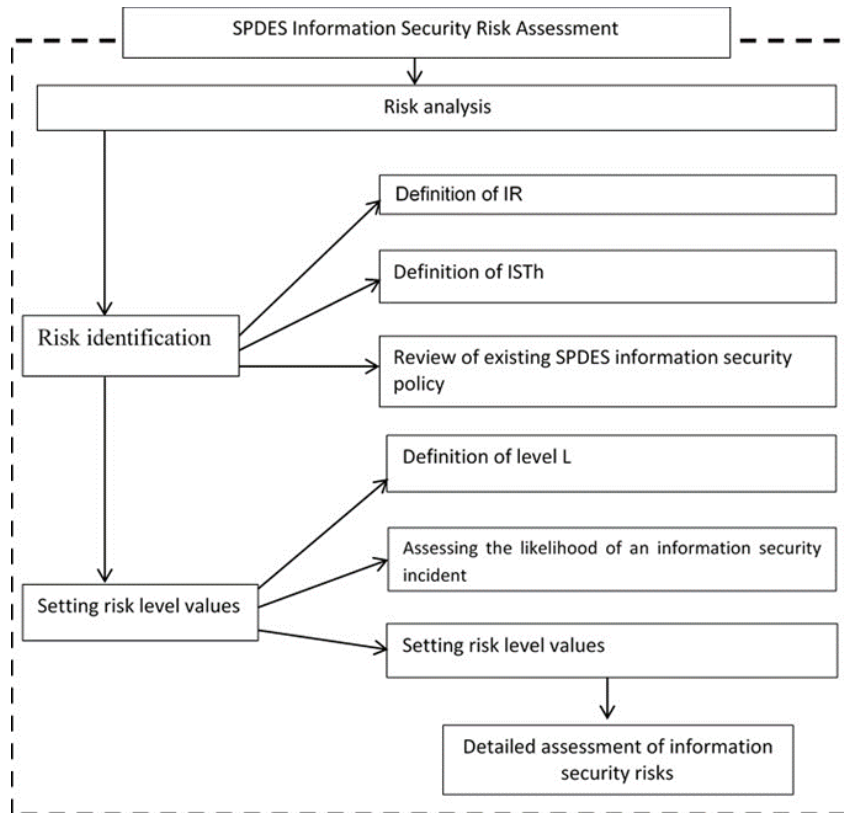 SPDES Information Security Risk Assessment
Risk analysis
Definition of IR
Definition of ISTh
Risk identification
Review of existing SPDES information security
policy
Definition of level L
Assessing the likelihood of an information security
incident
Setting risk level values
Setting risk level values
Detailed assessment of information
security risks